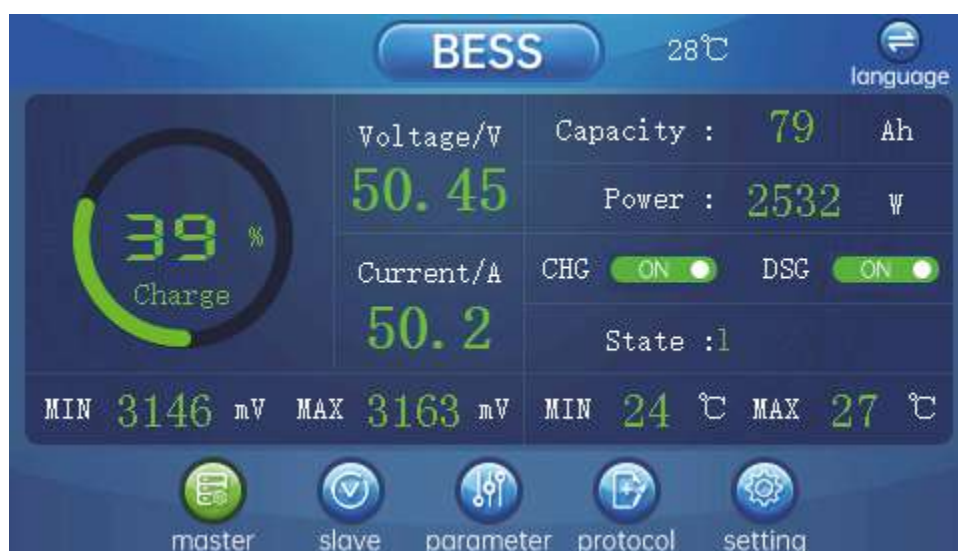 BESS
28℃
language
39 %
Charge
Voltage/V
50.45
Current/A
50.2
Capacity : 79 Ah
Power : 2532 W
CHG ON DSG ON
State :1
MIN 3146 mV MAX 3163 mV MIN 24 ℃ MAX 27 ℃
master slave parameter protocol setting